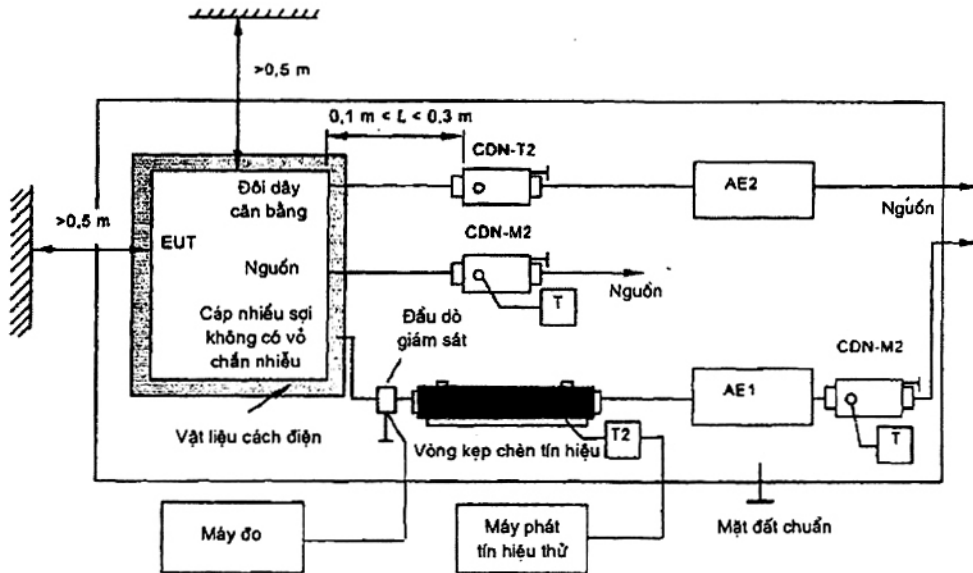 >0,5 m
0,1 m < L < 0.3 m
CDN-T2
Đôi dây
căn bằng
AE2
Nguồn
>0,5 m
EUT
CDN-M2
Nguồn
Nguồn
T
Cáp nhiều sợi
không có vỏ
chắn nhiễu
Đầu dò
giám sát
CDN-M2
AE1
Vật liệu cách điện
Vòng kẹp chèn tín hiệu
T2
T
Máy đo
Máy phát
tín hiệu thử
Mặt đất chuẩn